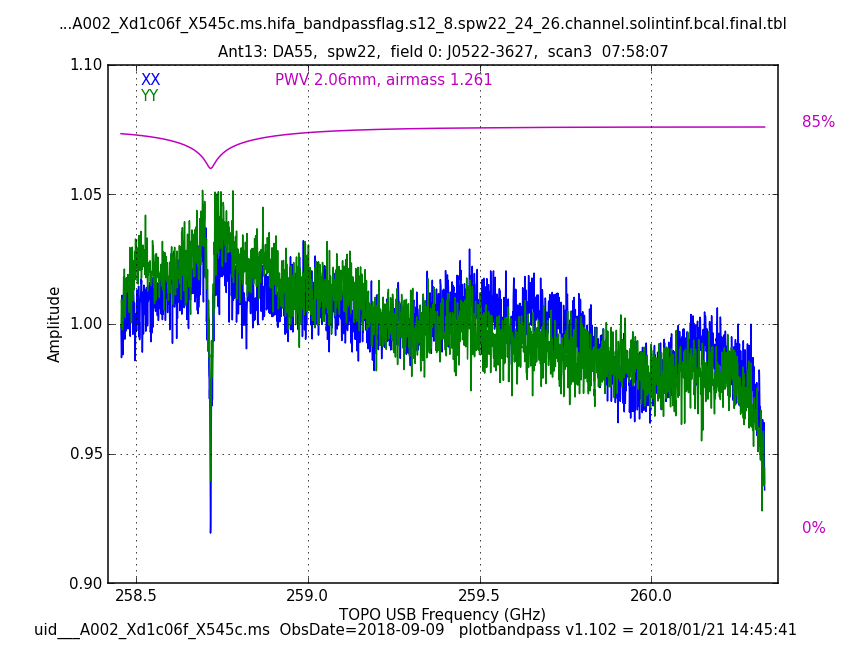 ...A002_Xd1c06f_X545c.ms.hifa_bandpassflag.s12_8.spw22_24_26.channel.solintinf.bcal.final.tbl
Ant13: DA55,  spw22,  field 0: J0522-3627,  scan3  07:58:07
XX
YY
PWV 2.06mm, airmass 1.261
85%
0%
Amplitude
1.10
1.05
1.00
0.95
0.90
258.5
259.0
259.5
260.0
TOPO USB Frequency (GHz)
uid___A002_Xd1c06f_X545c.ms  ObsDate=2018-09-09   plotbandpass v1.102 = 2018/01/21 14:45:41